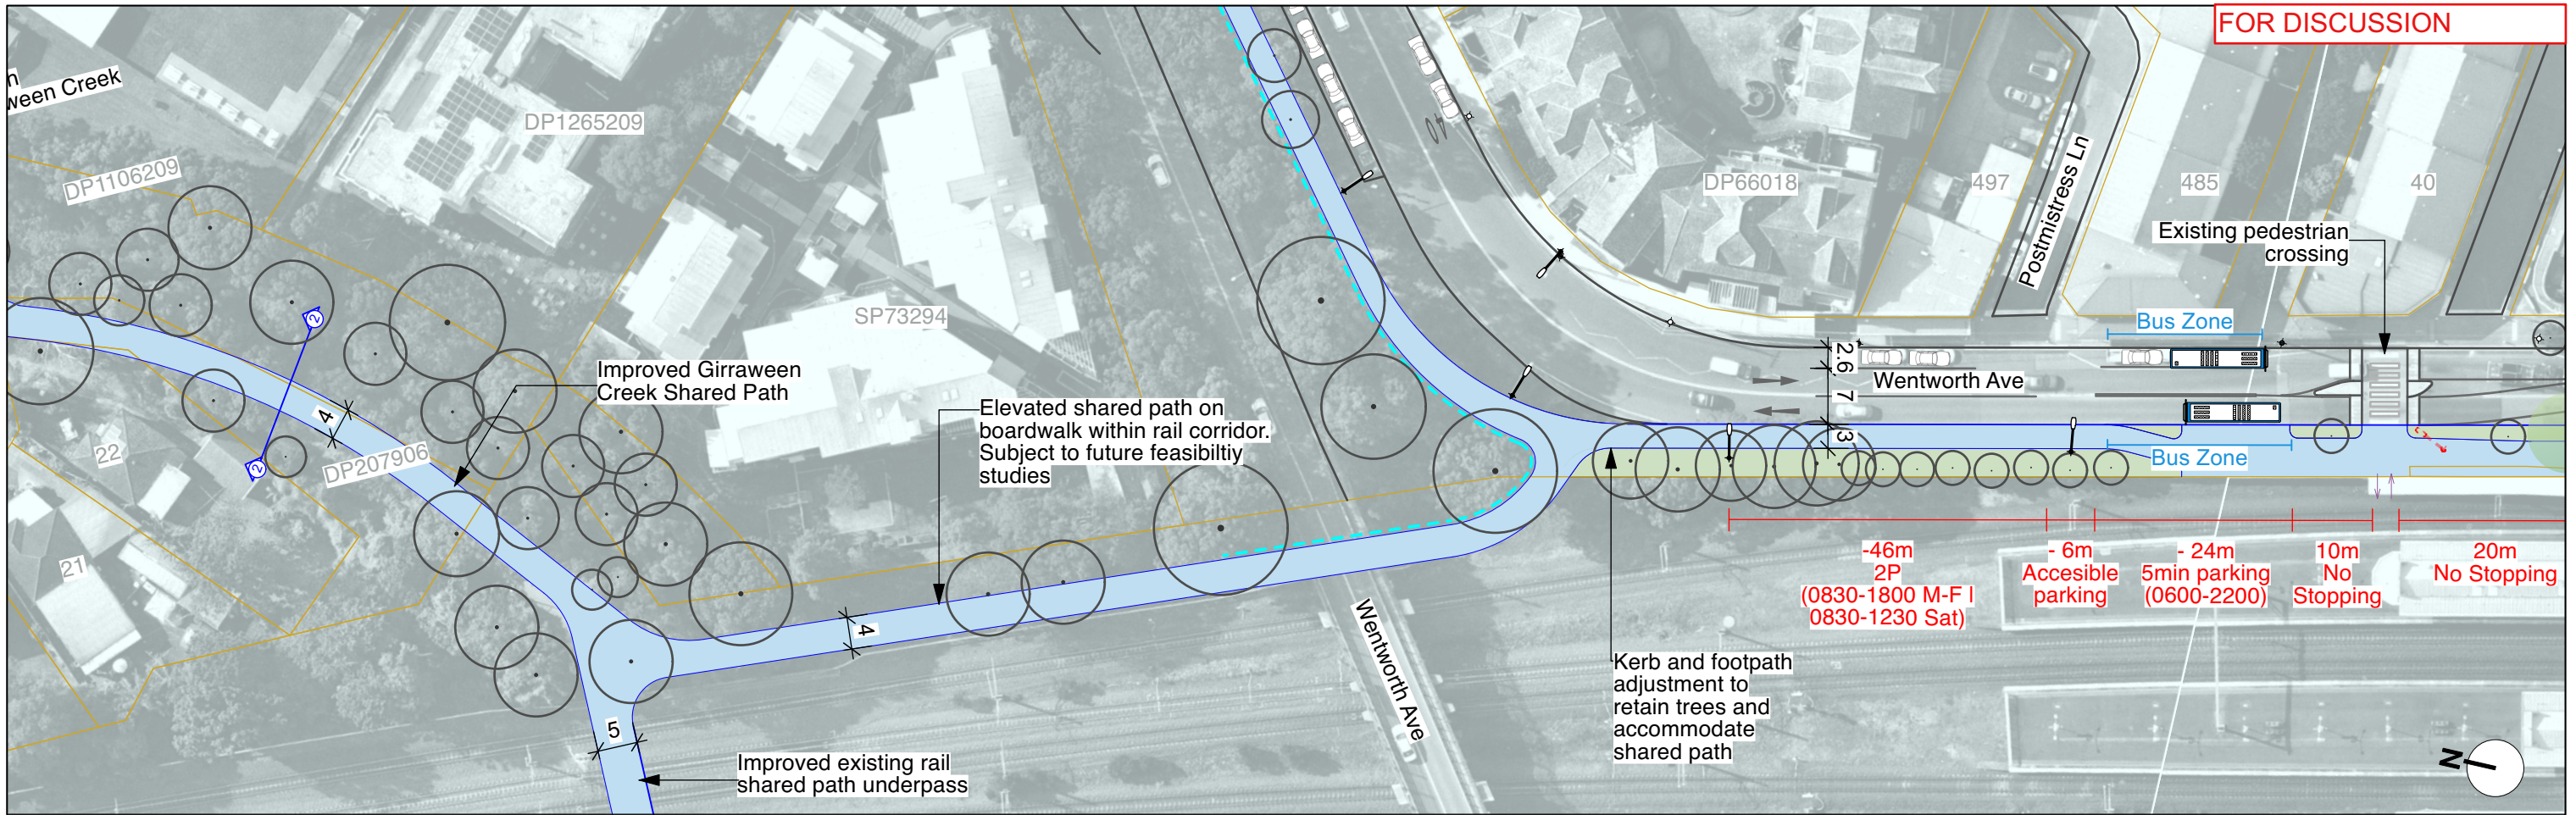 FOR DISCUSSION
ween Creek
DP1265209
DP1106209
DP66018
497
Postmistress Ln
485
40
Existing pedestrian
crossing
Bus Zone
2
SP73294
2.6
Wentworth Ave
7
3
Bus Zone
Improved Girraween
Creek Shared Path
Elevated shared path on
boardwalk within rail corridor.
Subject to future feasibiltiy
studies
4
22
DP207906
2
21
-46m
2P
(0830-1800 M-F |
0830-1230 Sat)
- 6m
Accesible
parking
- 24m
5min parking
(0600-2200)
10m
No
Stopping
20m
No Stopping
4
Wentworth Ave
Kerb and footpath
adjustment to
retain trees and
accommodate
shared path
5
Improved existing rail
shared path underpass
N